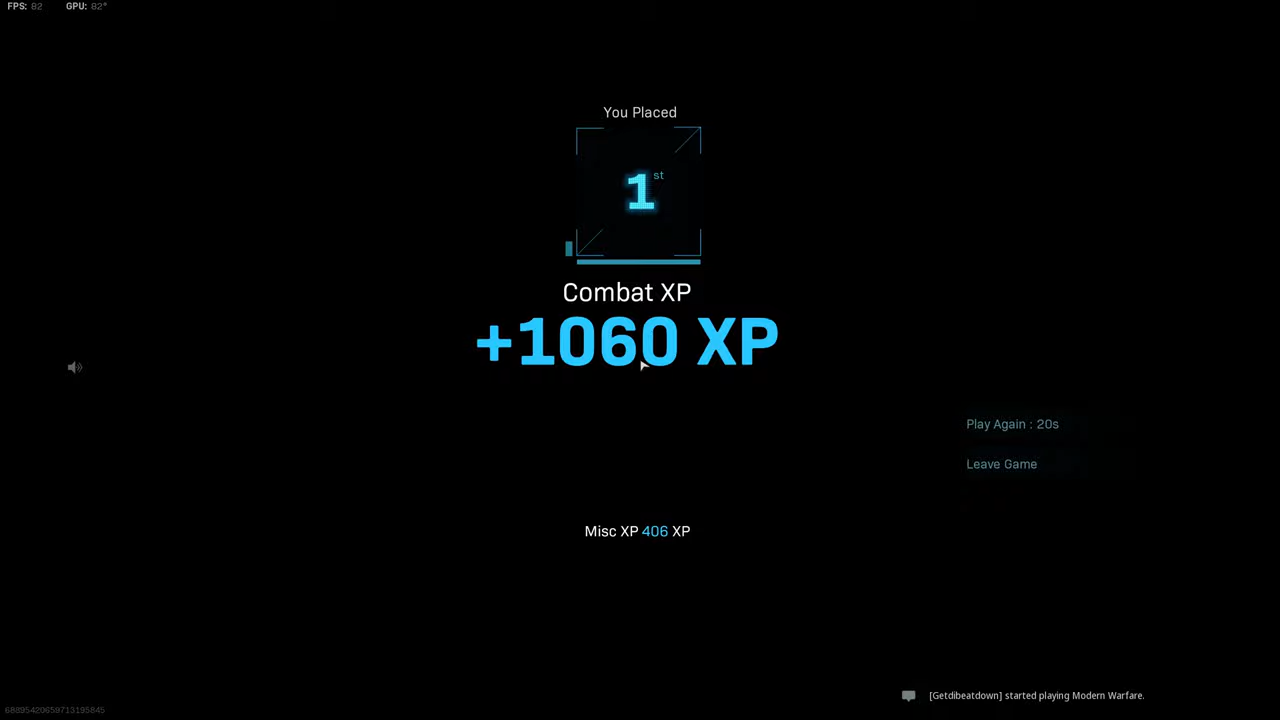 FPS: 82 GPU: 82°
You Placed
1st
Combat XP
+1060 XP
Play Again : 20s
Leave Game
Misc XP 406 XP
[Getdibeatdown] started playing Modern Warfare.
68895420659713195845